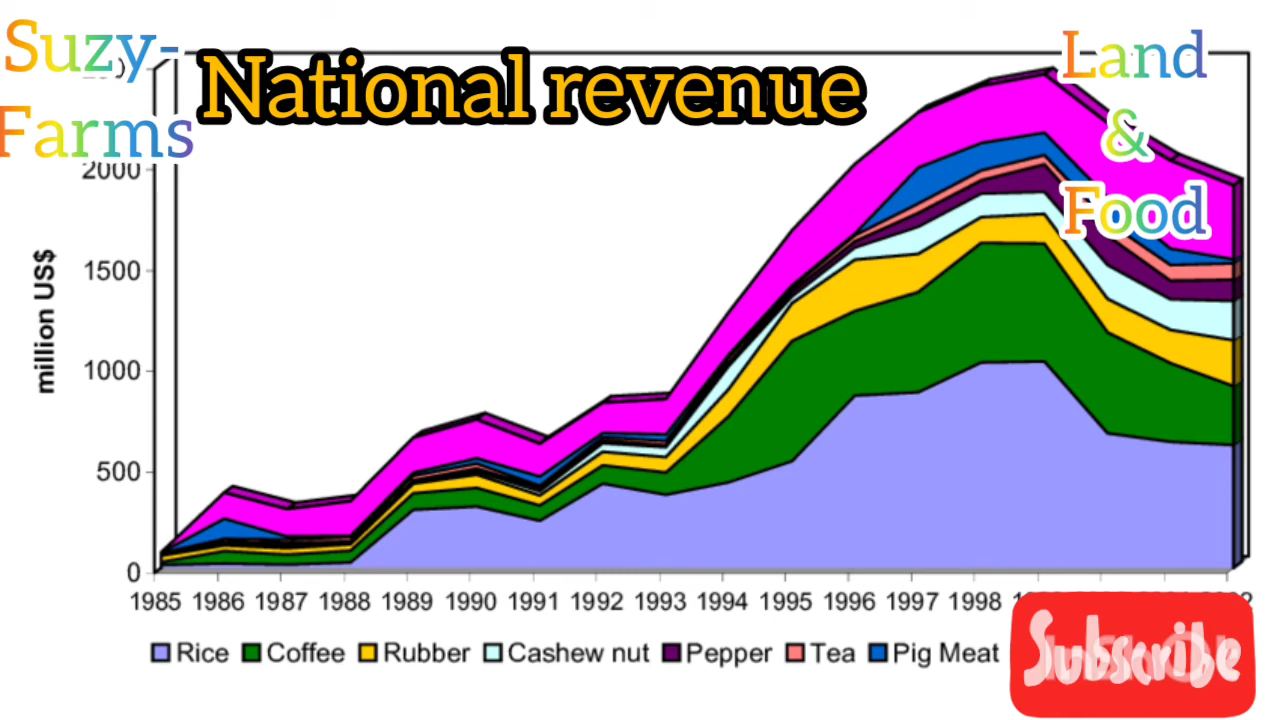 Suzy-
Farms
National revenue
Land
&
Food
2000
1500
1000
500
0
million US$
1985 1986 1987 1988 1989 1990 1991 1992 1993 1994 1995 1996 1997 1998
Rice Coffee Rubber Cashew nut Pepper Tea Pig Meat
Subscribe